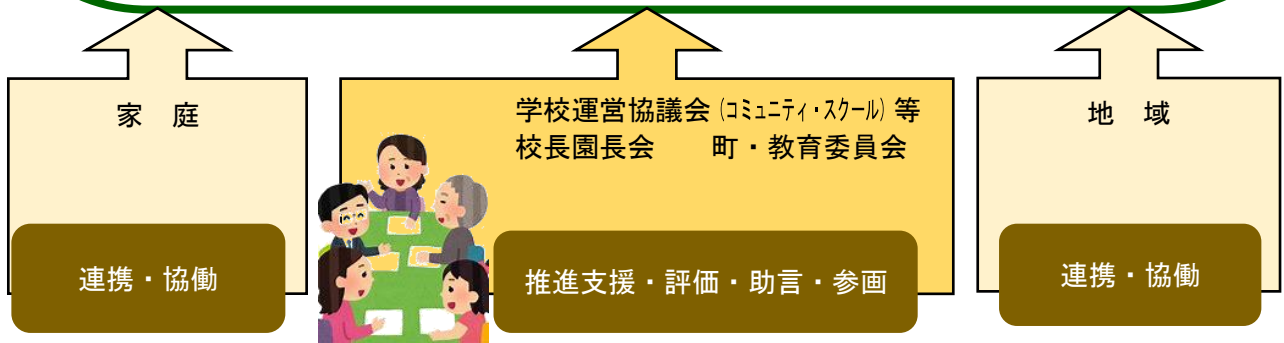 家　庭
連携・協働
学校運営協議会(コミュニティ・スクール)等
校長園長会　　町・教育委員会
推進支援・評価・助言・参画
地　域
連携・協働